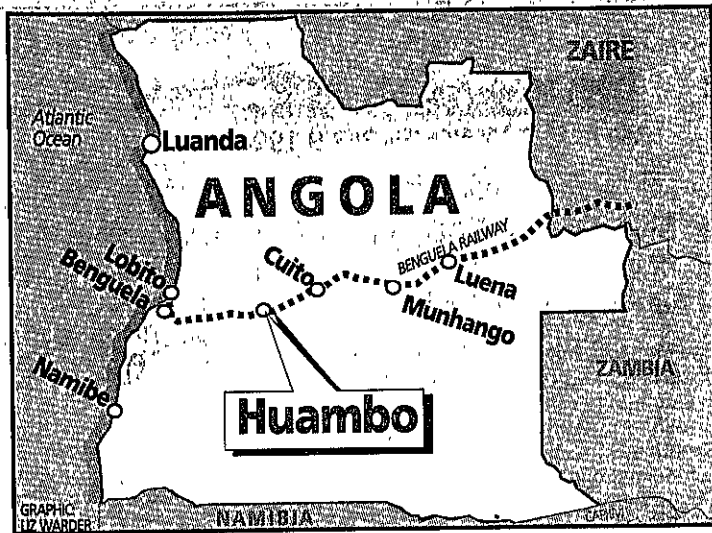 ZAIRE
Atlantic
Ocean
Luanda
ANGOLA
BENGUELA RAILWAY
Lobito
Benguela
Cuito
Luena
Munhango
Namibe
ZAMBIA
Huambo
GRAPHIC:
LIZ WARDER
NAMIBIA
CAPRIVI